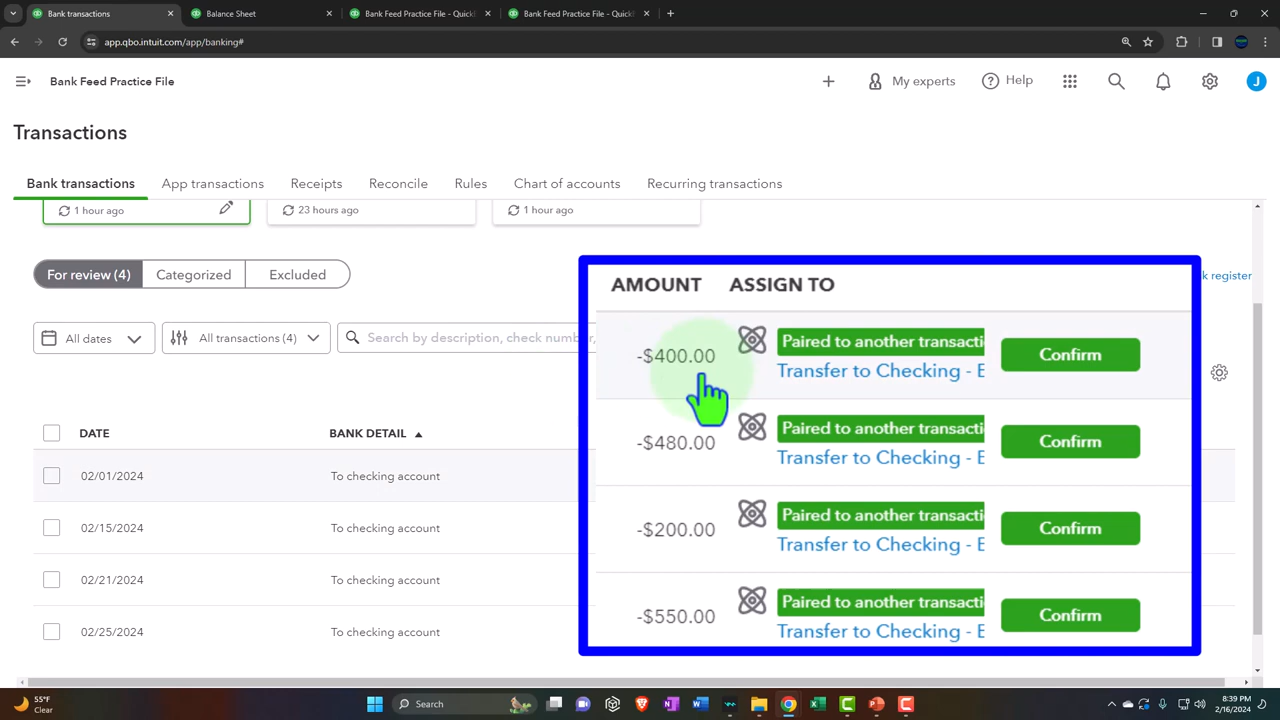 Bank transactions
Balance Sheet
Bank Feed Practice File - Quick
Bank Feed Practice File - Quick
app.qbo.intuit.com/app/banking#
Bank Feed Practice File
My experts
Help
J
Transactions
Bank transactions
App transactions
Receipts
Reconcile
Rules
Chart of accounts
Recurring transactions
1 hour ago
23 hours ago
1 hour ago
For review (4)
Categorized
Excluded
k register
All dates
All transactions (4)
Search by description, check number,
DATE
BANK DETAIL
02/01/2024
To checking account
02/15/2024
To checking account
02/21/2024
To checking account
02/25/2024
To checking account
AMOUNT
ASSIGN TO
-$400.00
Paired to another transacti
Transfer to Checking - E
Confirm
-$480.00
Paired to another transacti
Transfer to Checking - E
Confirm
-$200.00
Paired to another transacti
Transfer to Checking - E
Confirm
-$550.00
Paired to another transacti
Transfer to Checking - E
Confirm
55°F
Clear
Search
8:39 PM
2/16/2024